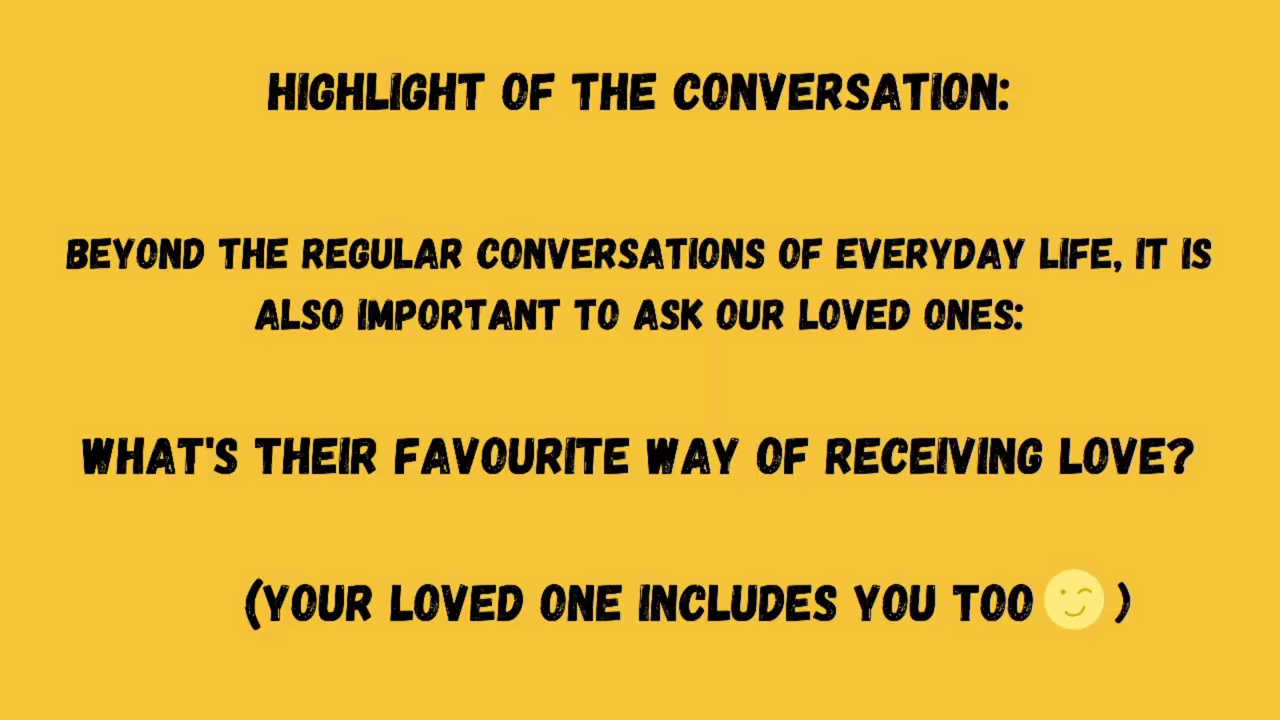 HIGHLIGHT OF THE CONVERSATION:
BEYOND THE REGULAR CONVERSATIONS OF EVERYDAY LIFE, IT IS
ALSO IMPORTANT TO ASK OUR LOVED ONES:
WHAT'S THEIR FAVOURITE WAY OF RECEIVING LOVE?
(YOUR LOVED ONE INCLUDES YOU TOO 😉 )